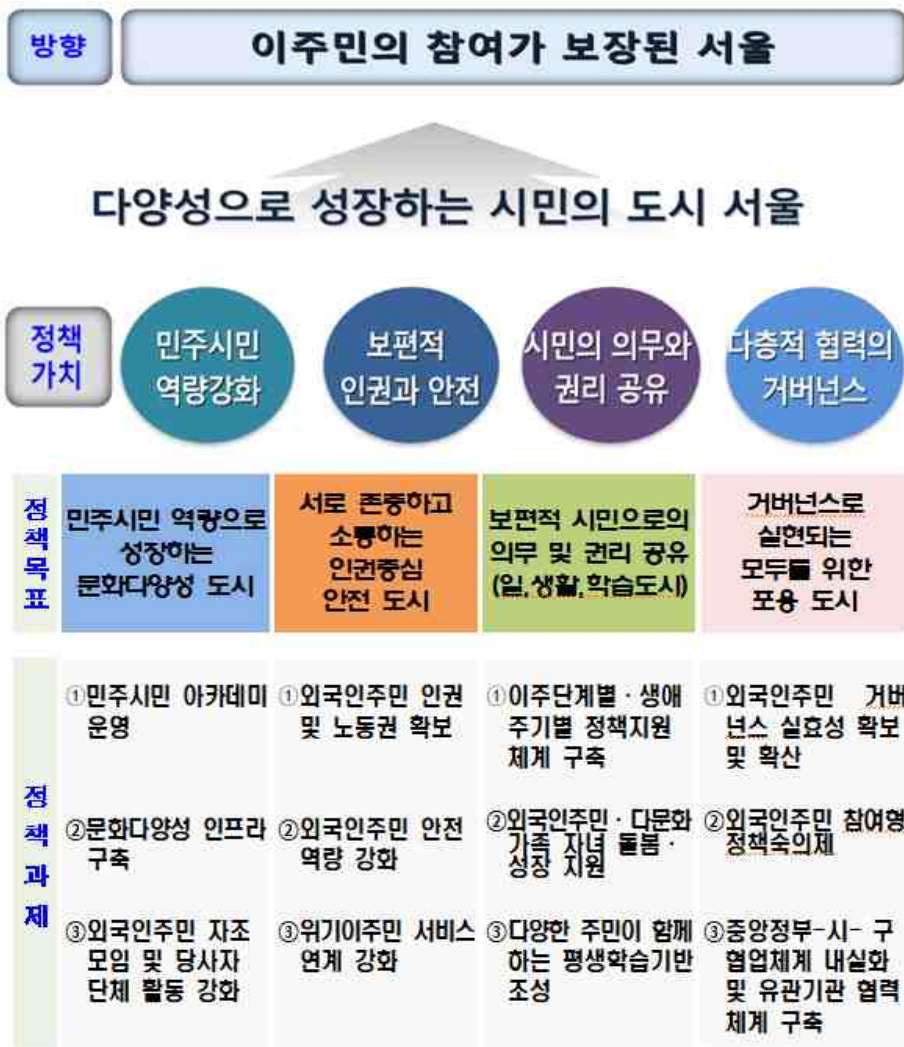 방향
이주민의 참여가 보장된 서울
다양성으로 성장하는 시민의 도시 서울
정책
가치
민주시민
역량강화
보편적
인권과 안전
시민의 의무와
권리 공유
다층적 협력의
거버넌스
정책목표
민주시민 역량으로
성장하는
문화다양성 도시
서로 존중하고
소통하는
인권중심
안전 도시
보편적 시민으로의
의무 및 권리 공유
(일,생활,학습도시)
거버넌스로
실현되는
모두를 위한
포용 도시
정책과제
①민주시민 아카데미
운영
②문화다양성 인프라
구축
③외국인주민 자조
모임 및 당사자
단체 활동 강화
①외국인주민 인권
및 노동권 확보
②외국인주민 안전
역량 강화
③위기이주민 서비스
연계 강화
①이주단계별·생애
주기별 정책지원
체계 구축
②외국인주민·다문화
가족 자녀 돌봄·
성장 지원
③다양한 주민이 함께
하는 평생학습기반
조성
①외국인주민 거버
넌스 실효성 확보
및 확산
②외국인주민 참여형
정책숙의제
③중앙정부-시- 구
협업체계 내실화
및 유관기관 협력
체계 구축